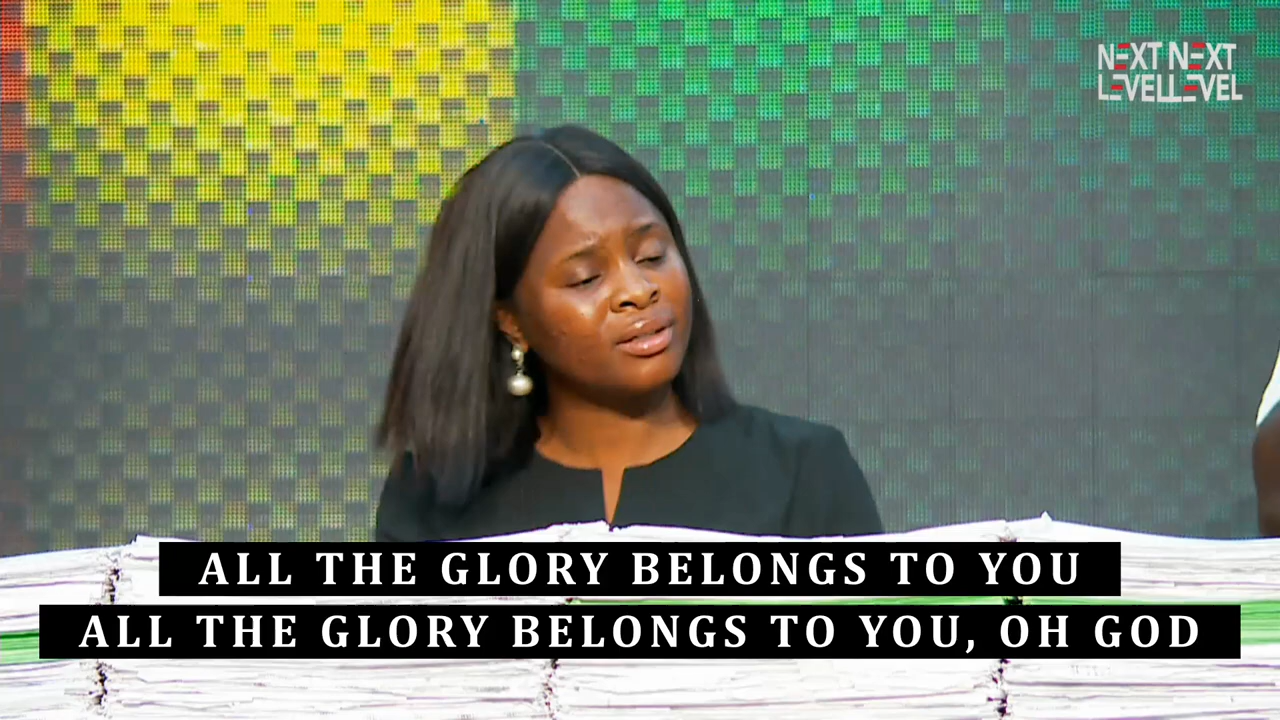 NEXT NEXT
LEVEL LEVEL
ALL THE GLORY BELONGS TO YOU
ALL THE GLORY BELONGS TO YOU, OH GOD